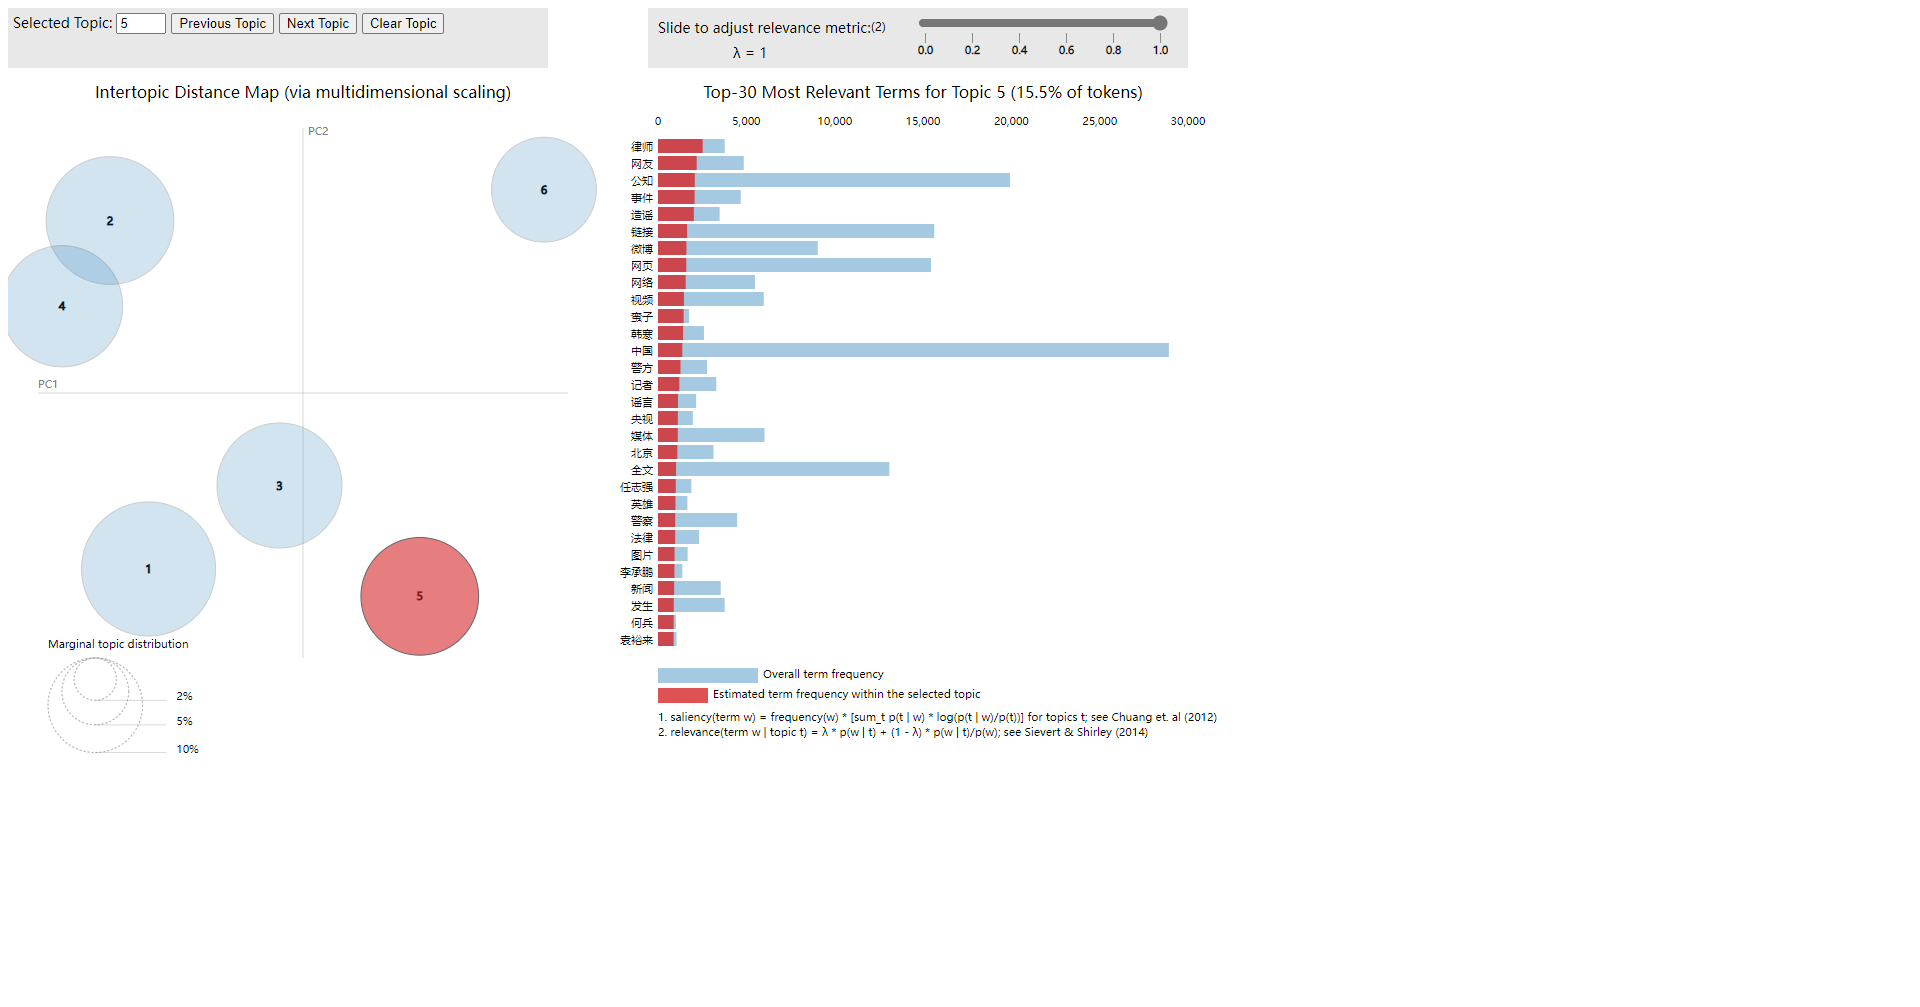 Selected Topic: 5 Previous Topic Next Topic Clear Topic
Slide to adjust relevance metric:(2)
λ = 1
0.0 0.2 0.4 0.6 0.8 1.0
Intertopic Distance Map (via multidimensional scaling)
PC2
PC1
2
6
4
3
1
5
Marginal topic distribution
2%
5%
10%
Top-30 Most Relevant Terms for Topic 5 (15.5% of tokens)
0 5,000 10,000 15,000 20,000 25,000 30,000
律师
网友
公知
事件
造谣
链接
微博
网页
网络
视频
蛮子
韩寒
中国
警方
记者
谣言
央视
媒体
北京
全文
任志强
英雄
警察
法律
图片
李承鹏
新闻
发生
何兵
袁裕来
Overall term frequency
Estimated term frequency within the selected topic
1. saliency(term w) = frequency(w) * [sum_t p(t | w) * log(p(t | w)/p(t))] for topics t; see Chuang et. al (2012)
2. relevance(term w | topic t) = λ * p(w | t) + (1 - λ) * p(w | t)/p(w); see Sievert & Shirley (2014)